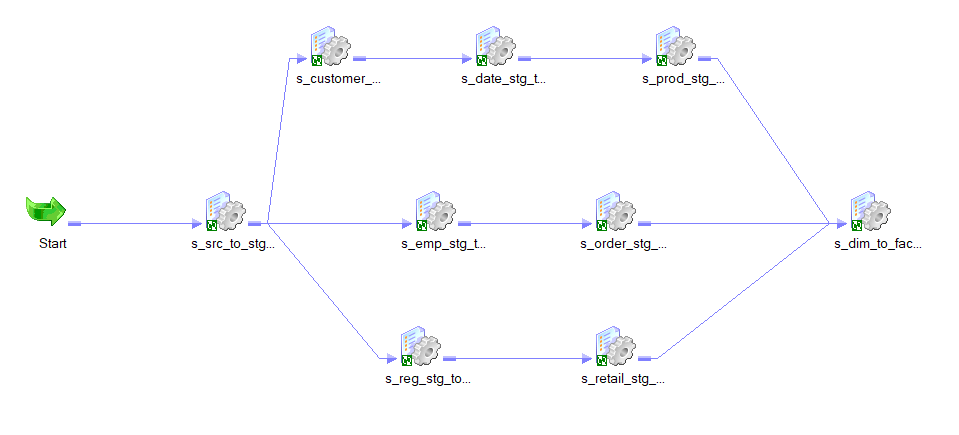 s_customer_...
s_date_stg_t...
s_prod_stg_...
Start
s_src_to_stg...
s_emp_stg_t...
s_order_stg_...
s_dim_to_fac...
s_reg_stg_to...
s_retail_stg_...